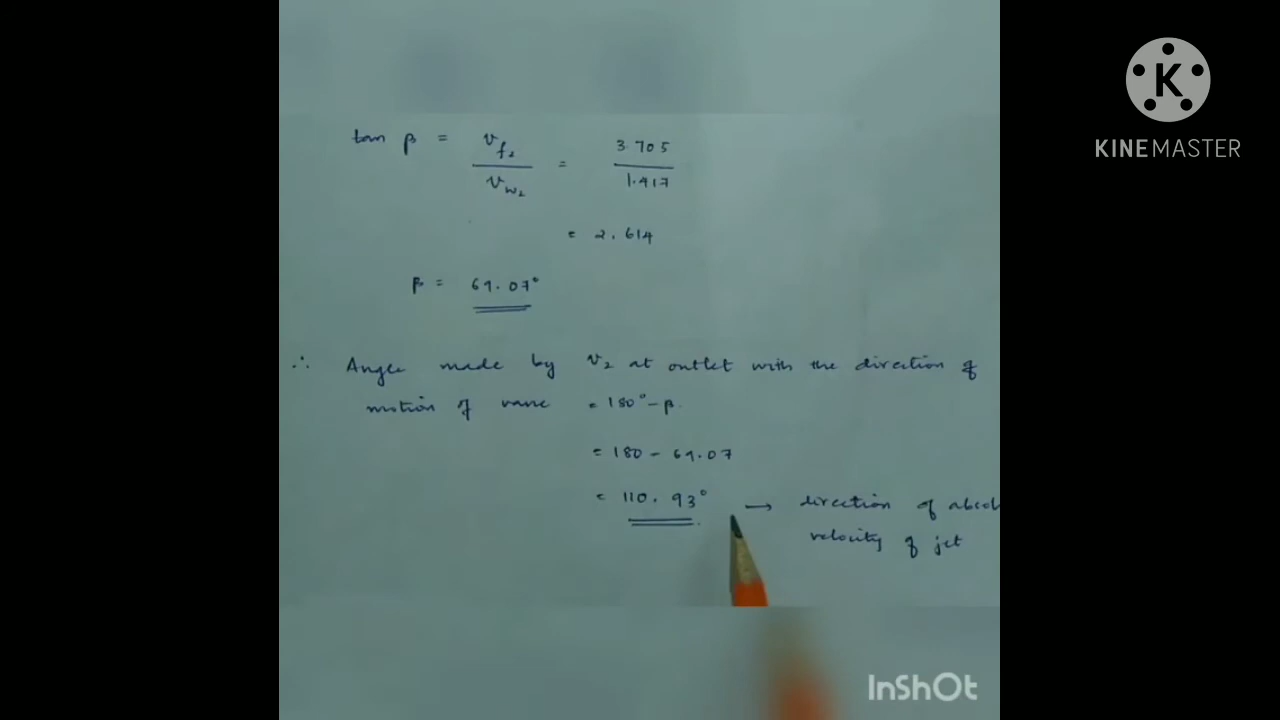 tan β = v_f₂ / v_w₂ = 3.705 / 1.417
= 2.614
β = 69.07°
∴ Angle made by v₂ at outlet with the direction of
motion of vane = 180° - β.
= 180 - 69.07
= 110.93° → direction of absol
velocity of jet
K
KINEMASTER
InShOt